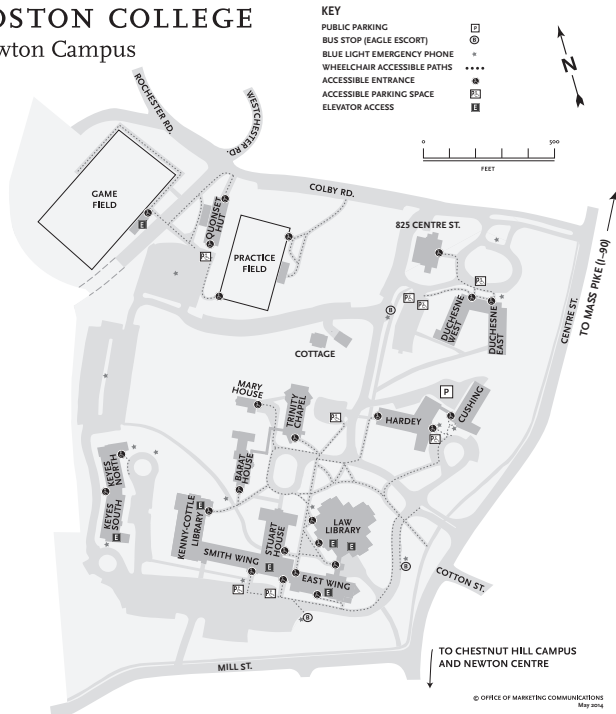 OSTON COLLEGE
wton Campus
KEY
PUBLIC PARKING P
BUS STOP (EAGLE ESCORT) B
BLUE LIGHT EMERGENCY PHONE
WHEELCHAIR ACCESSIBLE PATHS
ACCESSIBLE ENTRANCE
ACCESSIBLE PARKING SPACE P
ELEVATOR ACCESS E
N
0 500
FEET
ROCHESTER RD.
WESTCHESTER RD.
COLBY RD.
GAME
FIELD
E
QUONSET
HUT
P
PRACTICE
FIELD
825 CENTRE ST.
P
P
P
B
DUCHESNE
WEST
DUCHESNE
EAST
CENTRE ST.
TO MASS PIKE (I–90)
COTTAGE
MARY
HOUSE
TRINITY
CHAPEL
P
P
HARDEY
CUSHING
P
BARAT
HOUSE
KEYES
NORTH
KEYES
SOUTH
E
KENNY-COTTLE
LIBRARY
E
STUART
HOUSE
LAW
LIBRARY
E
E
SMITH WING
E
EAST WING
E
P
P
B
B
COTTON ST.
MILL ST.
TO CHESTNUT HILL CAMPUS
AND NEWTON CENTRE
© OFFICE OF MARKETING COMMUNICATIONS
May 2014